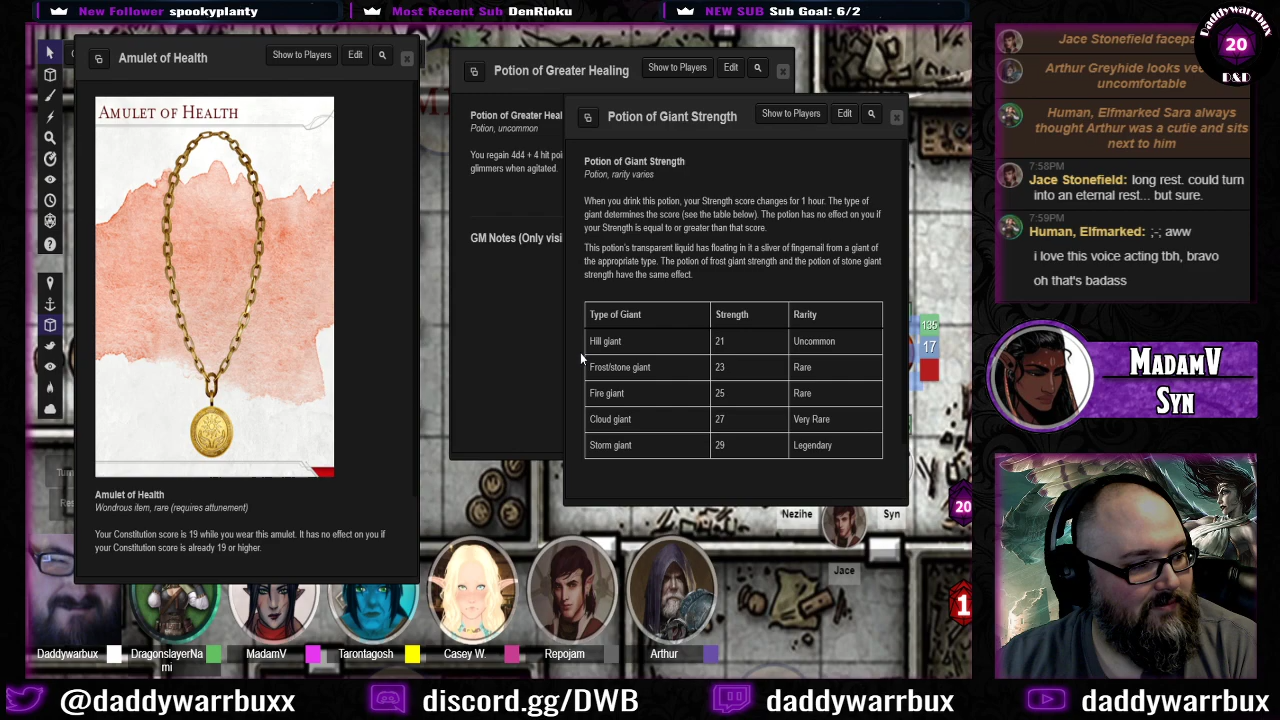 New Follower spookyplanty
Most Recent Sub DenRioku
NEW SUB Sub Goal: 6/2
Daddywarrbux
20
D&D
Amulet of Health
Show to Players
Edit
AMULET OF HEALTH
Amulet of Health
Wondrous item, rare (requires attunement)
Your Constitution score is 19 while you wear this amulet. It has no effect on you if
your Constitution score is already 19 or higher.
Potion of Greater Healing
Show to Players
Edit
Potion of Greater Heal
Potion, uncommon
You regain 4d4 + 4 hit poi
glimmers when agitated.
GM Notes (Only visi
Potion of Giant Strength
Show to Players
Edit
Potion of Giant Strength
Potion, rarity varies
When you drink this potion, your Strength score changes for 1 hour. The type of
giant determines the score (see the table below). The potion has no effect on you if
your Strength is equal to or greater than that score.
This potion's transparent liquid has floating in it a sliver of fingernail from a giant of
the appropriate type. The potion of frost giant strength and the potion of stone giant
strength have the same effect.
Type of Giant Strength Rarity
Hill giant 21 Uncommon
Frost/stone giant 23 Rare
Fire giant 25 Rare
Cloud giant 27 Very Rare
Storm giant 29 Legendary
135
17
Nezihe
Syn
20
Jace
1
Jace Stonefield facepa
Arthur Greyhide looks
uncomfortable
Human, Elfmarked Sara always
thought Arthur was a cutie and sits
next to him
7:58PM
Jace Stonefield: long rest. could turn
into an eternal rest... but sure.
7:59PM
Human, Elfmarked: ;-; aww
i love this voice acting tbh, bravo
oh that's badass
MadamV
Syn
Daddywarbux
DragonslayerNa
mi
MadamV
Tarontagosh
Casey W.
Repojam
Arthur
@daddywarrbuxx
discord.gg/DWB
daddywarrbux
daddywarrbux